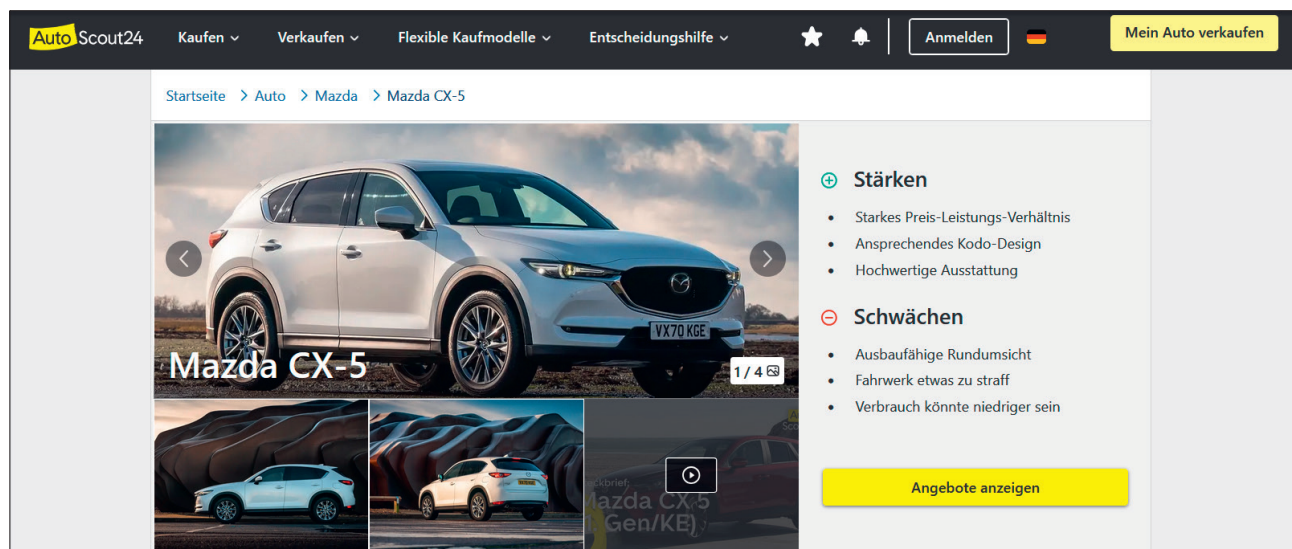 AutoScout24 Kaufen Verkaufen Flexible Kaufmodelle Entscheidungshilfe Anmelden Mein Auto verkaufen
Startseite > Auto > Mazda > Mazda CX-5
VX70 KGE
Mazda CX-5
1 / 4
Stärken
• Starkes Preis-Leistungs-Verhältnis
• Ansprechendes Kodo-Design
• Hochwertige Ausstattung
Schwächen
• Ausbaufähige Rundumsicht
• Fahrwerk etwas zu straff
• Verbrauch könnte niedriger sein
Angebote anzeigen
Mazda CX-5
Gen/KB)